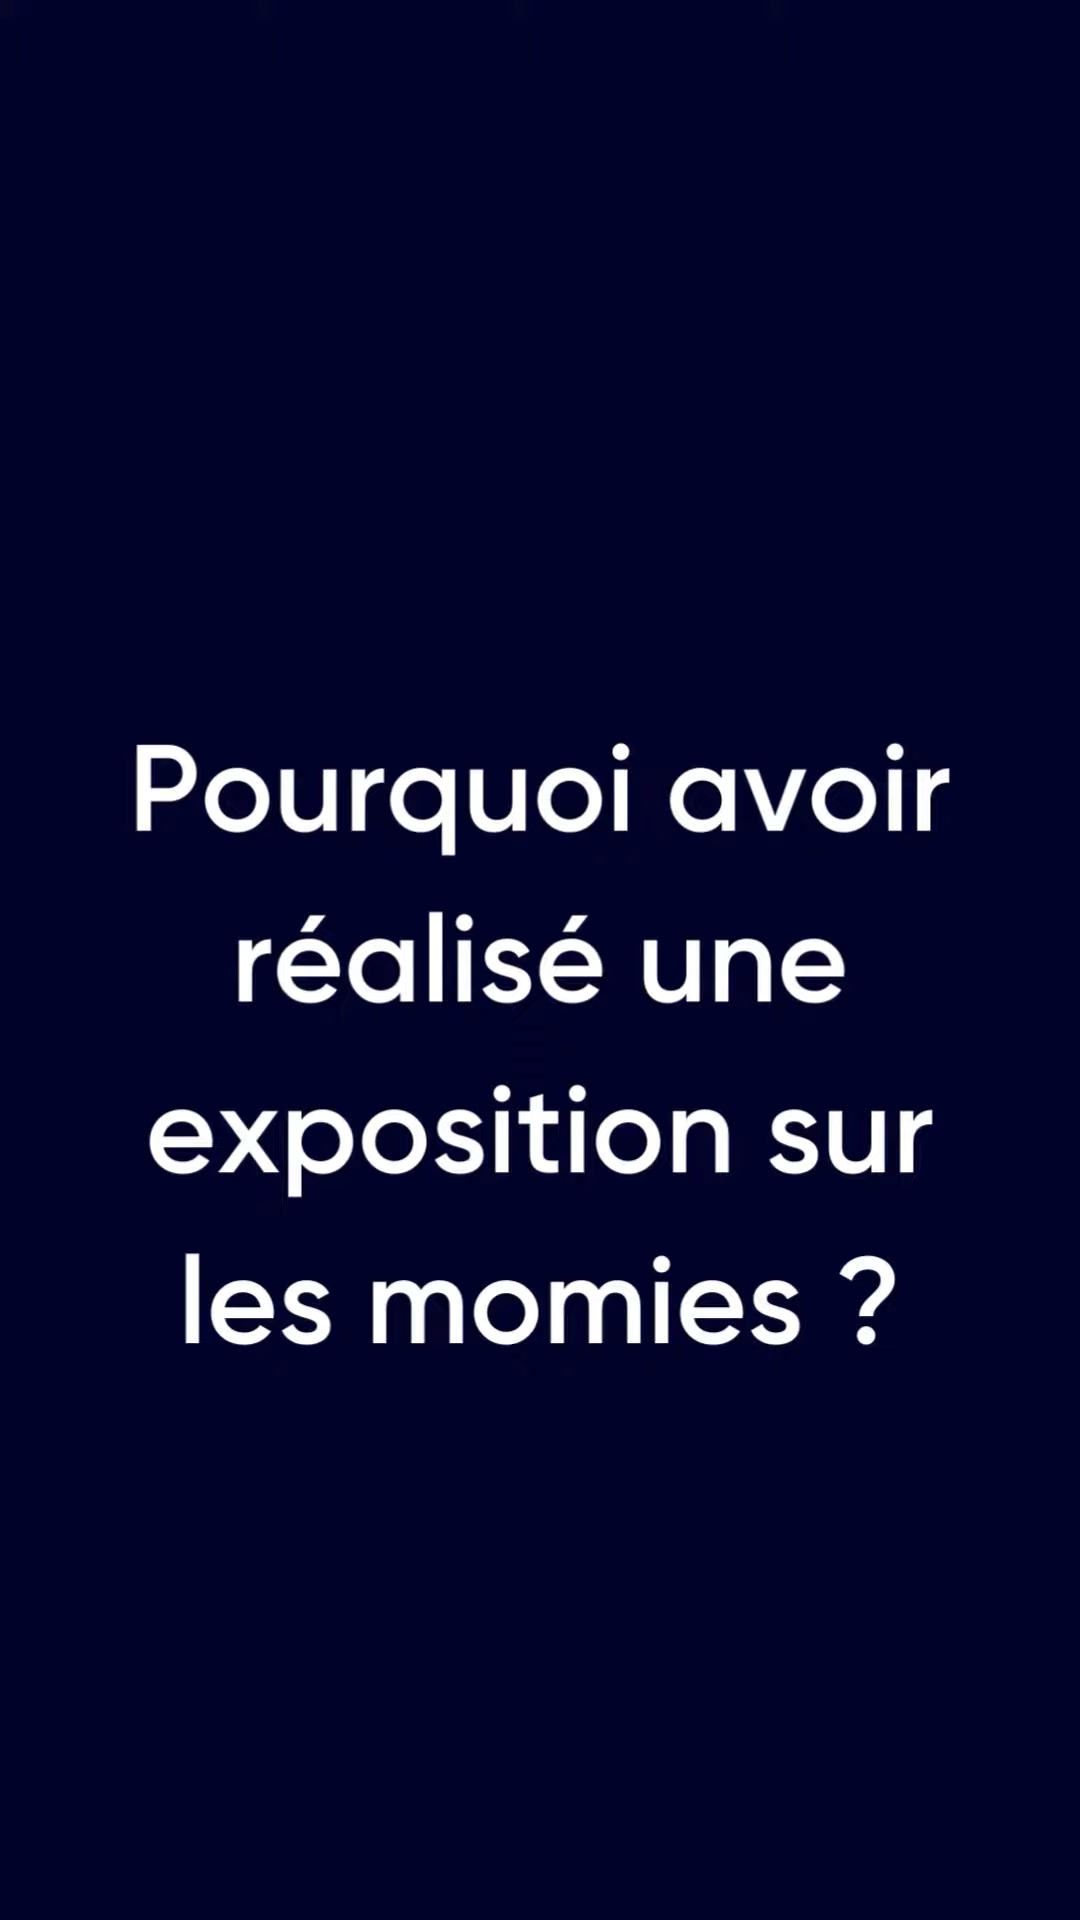 Pourquoi avoir
réalisé une
exposition sur
les momies ?